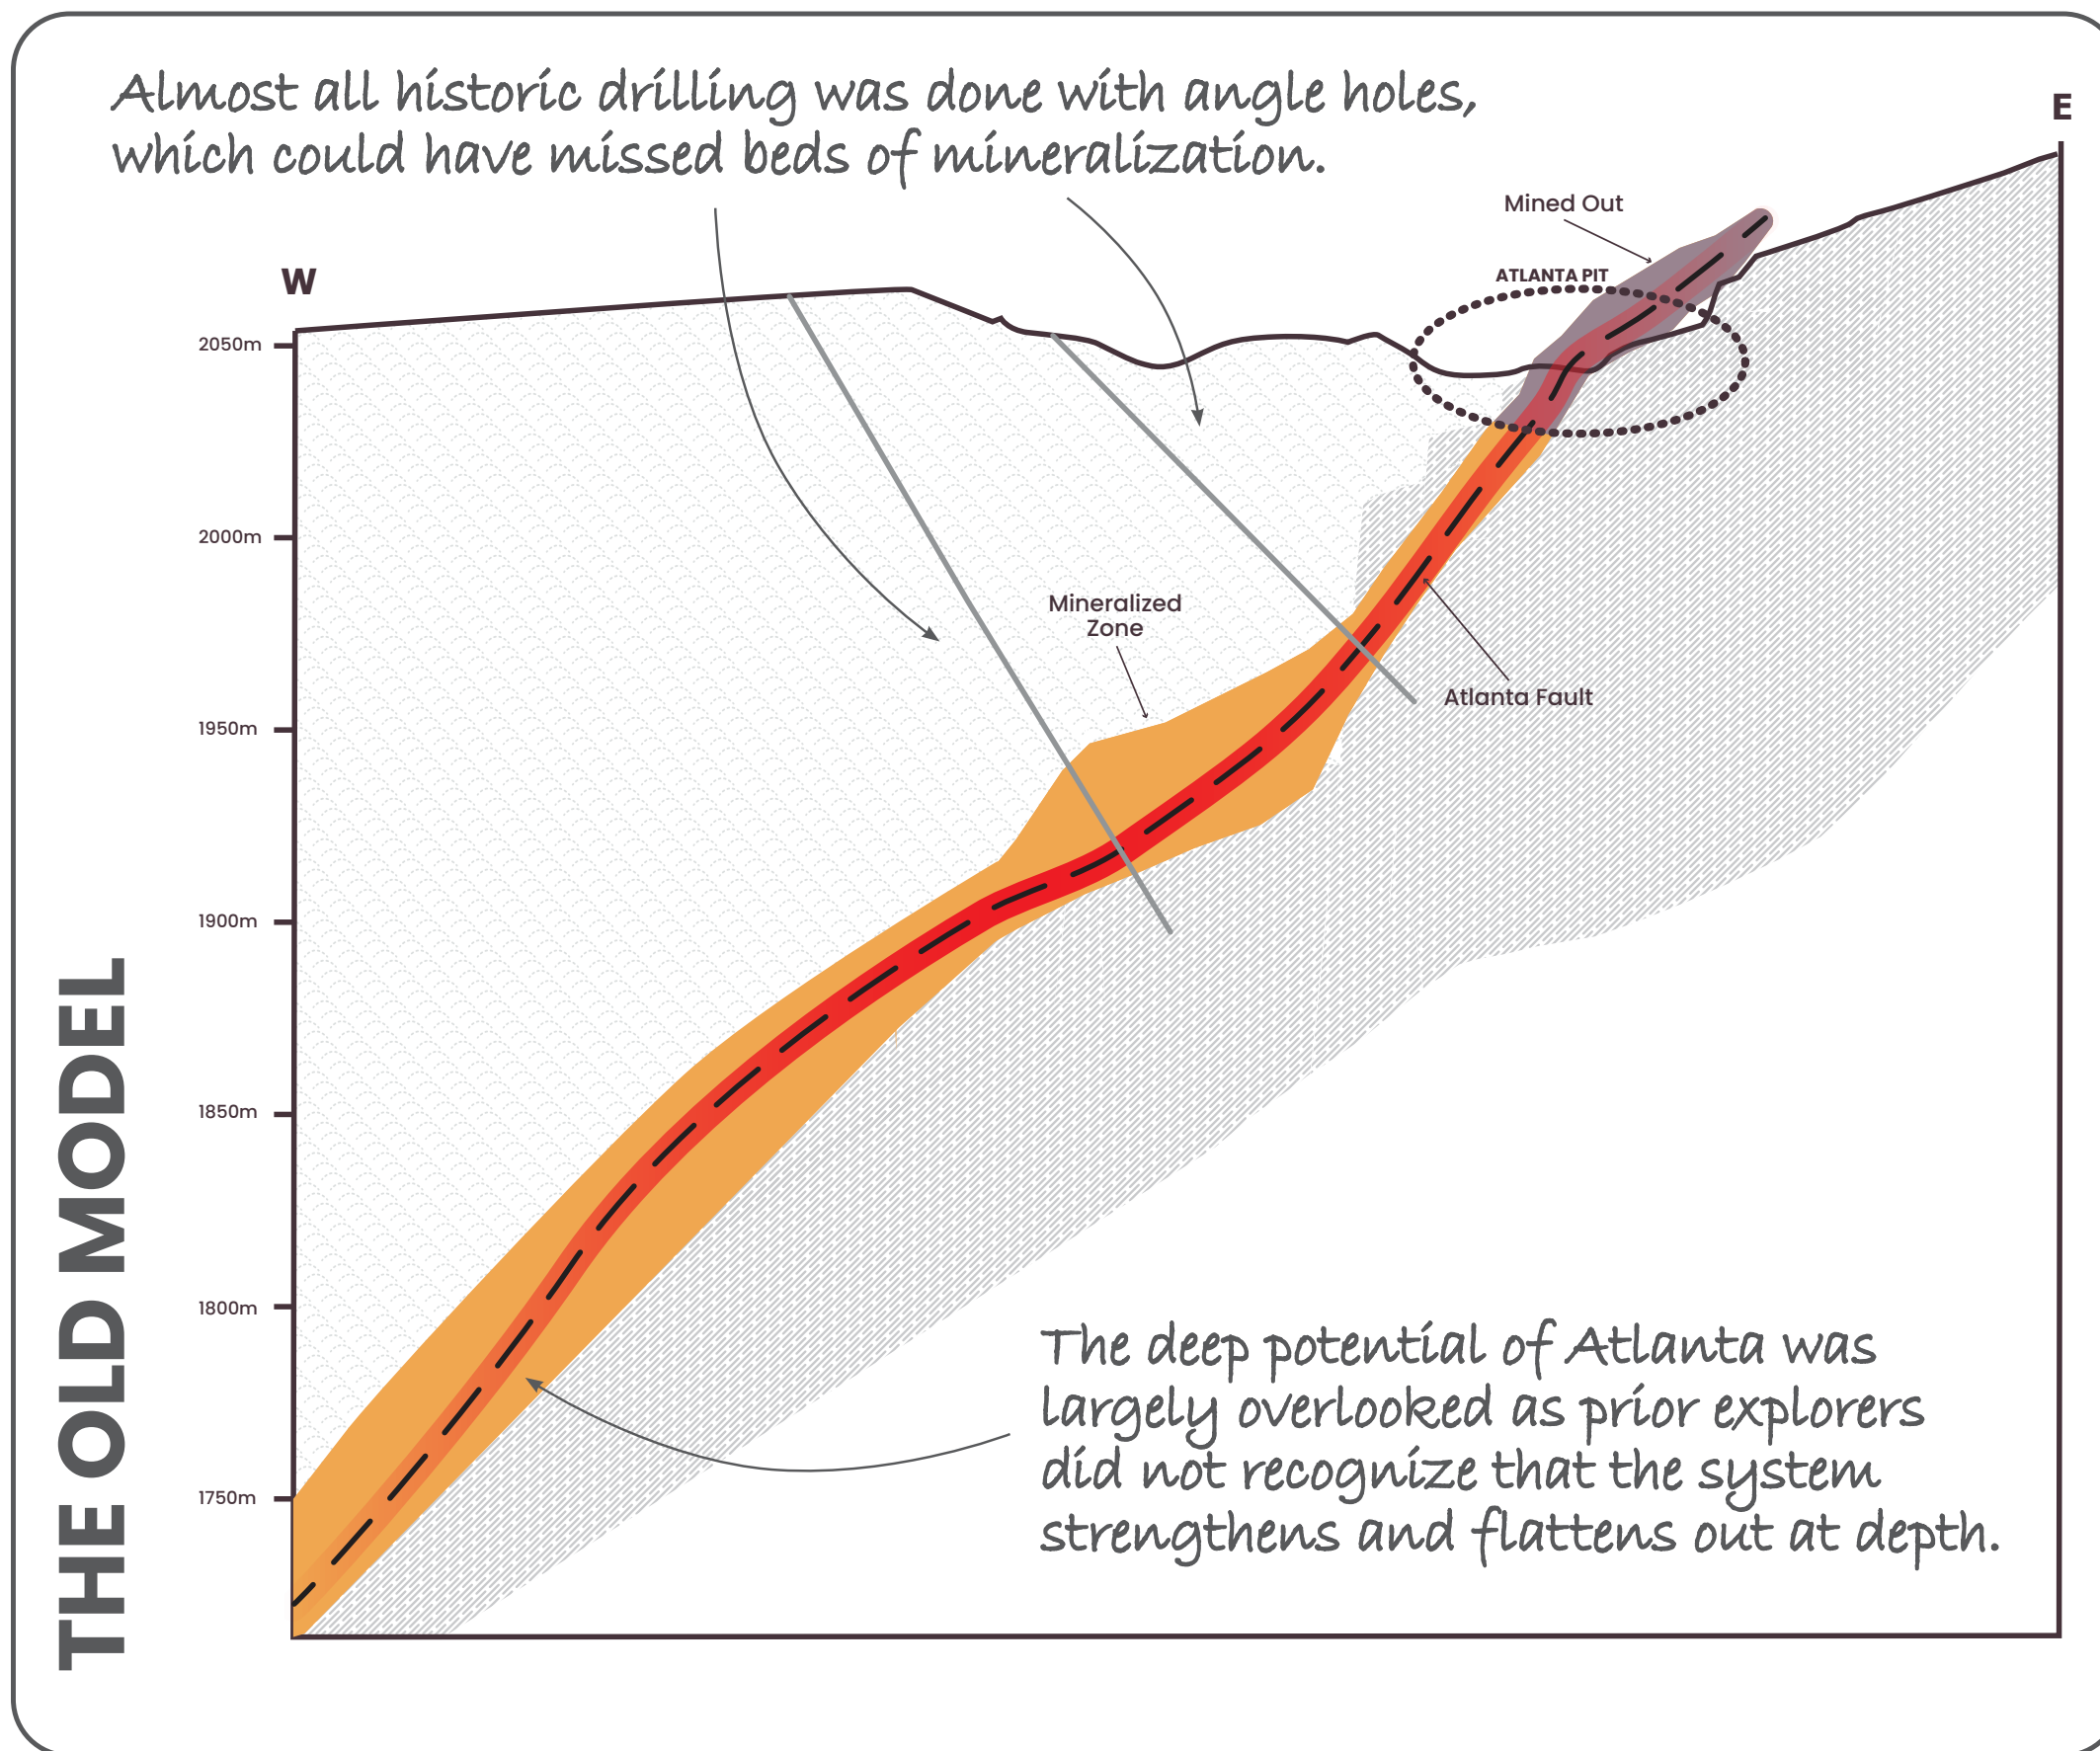 Almost all historic drilling was done with angle holes,
which could have missed beds of mineralization.
E
W
Mined Out
ATLANTA PIT
2050m
2000m
Mineralized
Zone
Atlanta Fault
1950m
1900m
1850m
1800m
1750m
THE OLD MODEL
The deep potential of Atlanta was
largely overlooked as prior explorers
did not recognize that the system
strengthens and flattens out at depth.